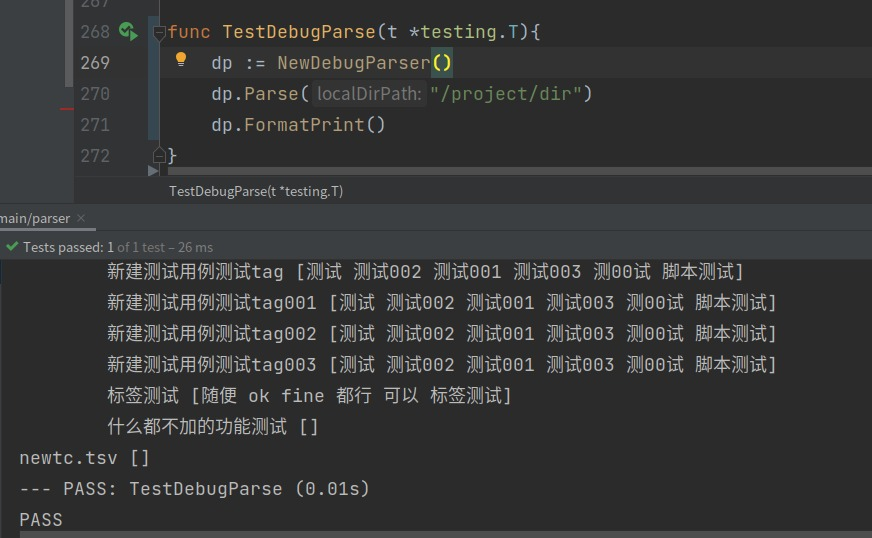 267
268 func TestDebugParse(t *testing.T){
269 dp := NewDebugParser()
270 dp.Parse( localDirPath: "/project/dir")
271 dp.FormatPrint()
272 }
TestDebugParse(t *testing.T)
main/parser ×
Tests passed: 1 of 1 test – 26 ms
新建测试用例测试tag [测试 测试002 测试001 测试003 测00试 脚本测试]
新建测试用例测试tag001 [测试 测试002 测试001 测试003 测00试 脚本测试]
新建测试用例测试tag002 [测试 测试002 测试001 测试003 测00试 脚本测试]
新建测试用例测试tag003 [测试 测试002 测试001 测试003 测00试 脚本测试]
标签测试 [随便 ok fine 都行 可以 标签测试]
什么都不加的功能测试 []
newtc.tsv []
--- PASS: TestDebugParse (0.01s)
PASS